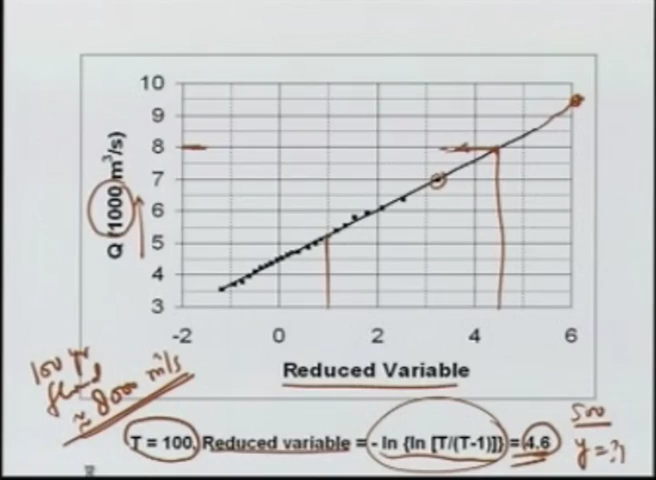 10
9
8
7
6
5
4
3
Q (1000 m³/s)
-2 0 2 4 6
Reduced Variable
100 yr
flood
≈ 8000 m³/s
T = 100, Reduced variable = - ln {ln [T/(T-1)]} = 4.6
500
y = ?